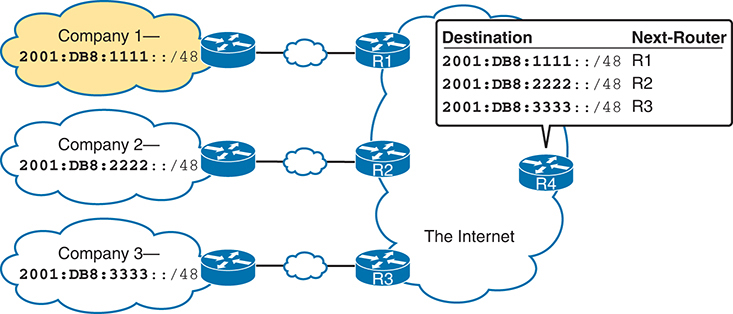 Company 1—
2001:DB8:1111::/48
R1
Destination Next-Router
2001:DB8:1111::/48 R1
2001:DB8:2222::/48 R2
2001:DB8:3333::/48 R3
Company 2—
2001:DB8:2222::/48
R2
R4
The Internet
Company 3—
2001:DB8:3333::/48
R3